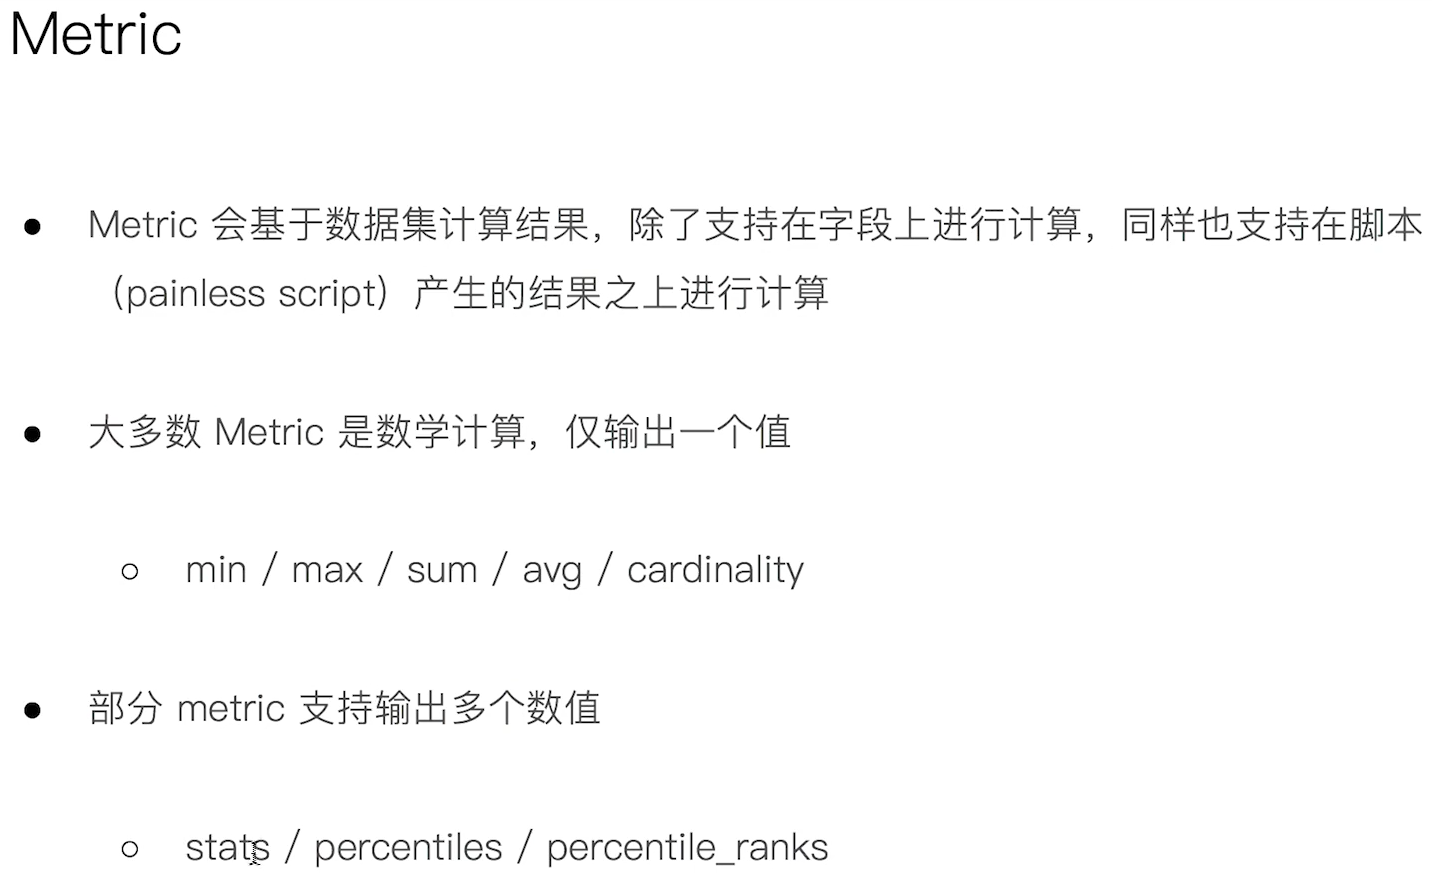 Metric
● Metric 会基于数据集计算结果，除了支持在字段上进行计算，同样也支持在脚本
（painless script）产生的结果之上进行计算
● 大多数 Metric 是数学计算，仅输出一个值
○ min / max / sum / avg / cardinality
● 部分 metric 支持输出多个数值
○ stats / percentiles / percentile_ranks